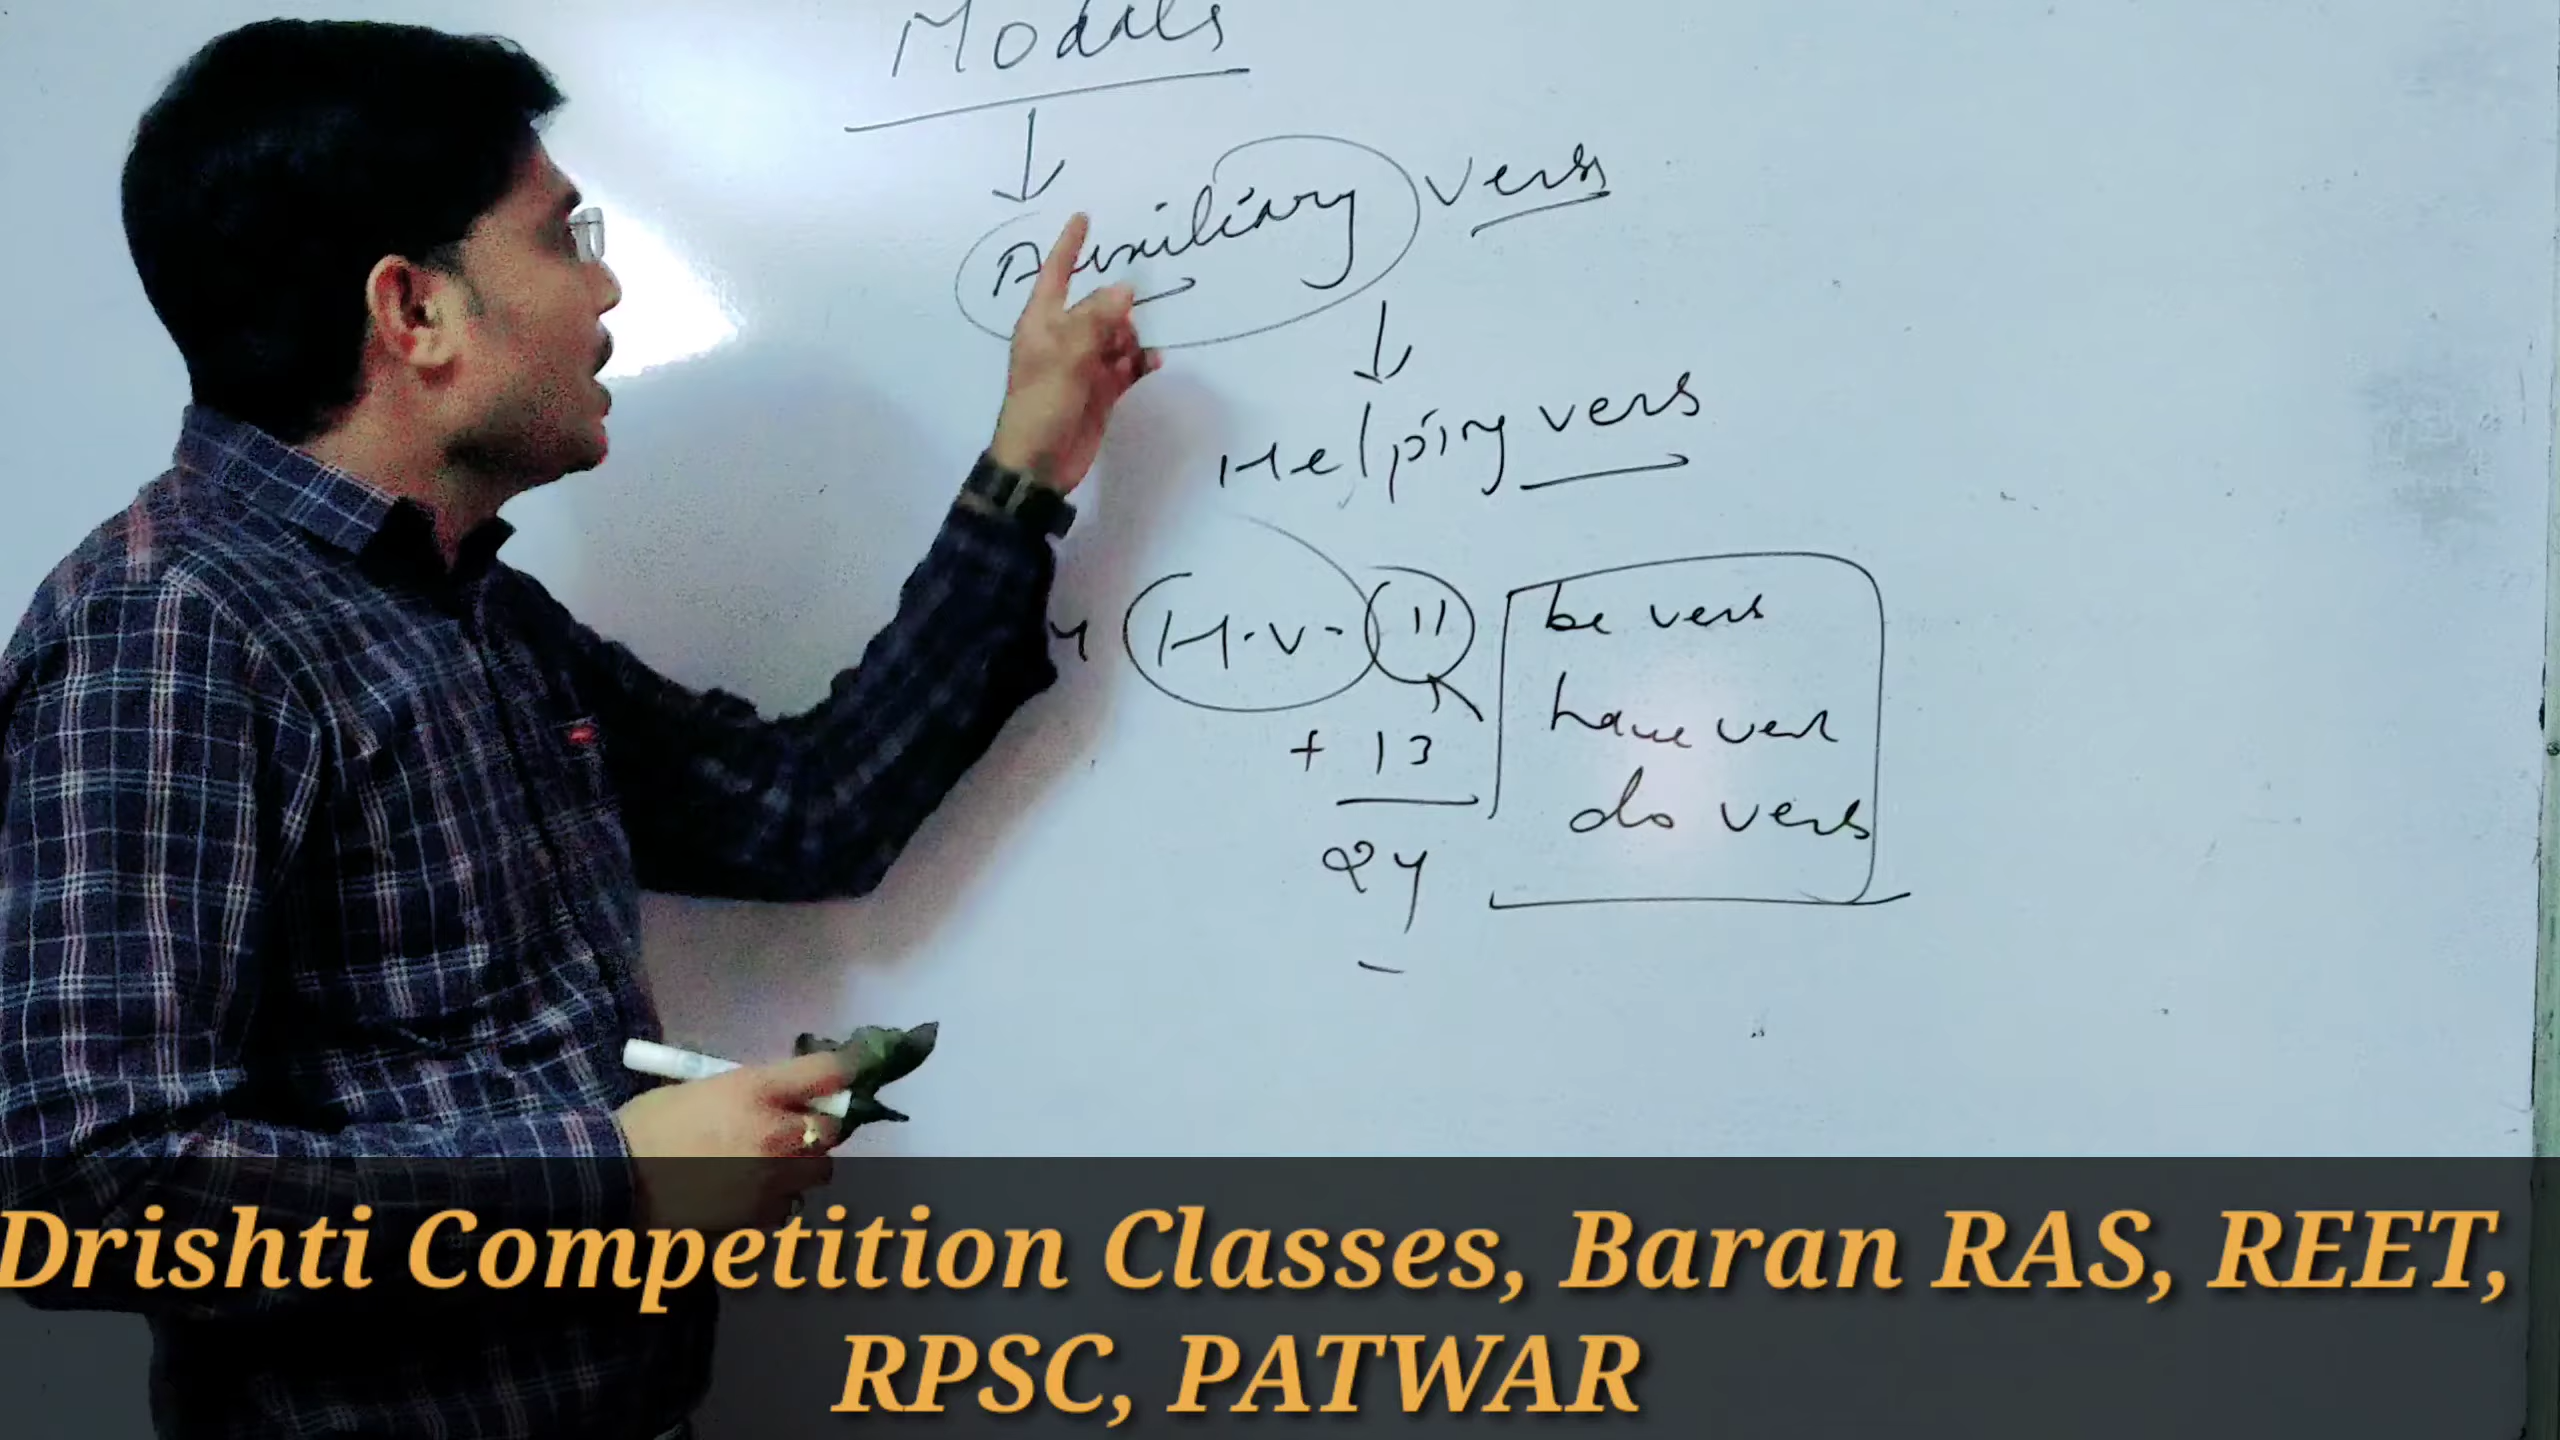 Modals
Auxiliary verb
Helping verb
H.V. 11
+ 13
24
be verb
have verb
do verb
Drishti Competition Classes, Baran RAS, REET,
RPSC, PATWAR